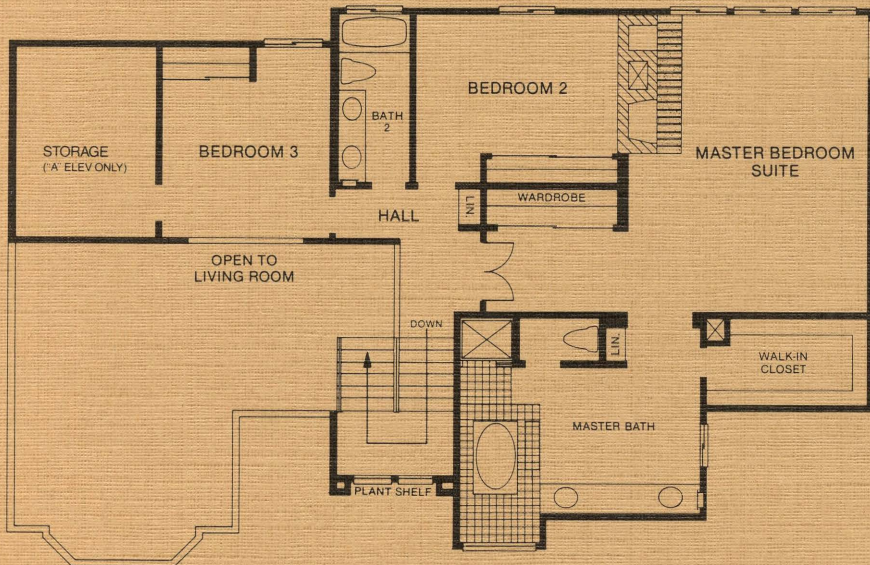 BEDROOM 2
BATH
2
STORAGE
("A" ELEV ONLY)
BEDROOM 3
MASTER BEDROOM
SUITE
LIN.
WARDROBE
HALL
OPEN TO
LIVING ROOM
DOWN
LIN.
WALK-IN
CLOSET
MASTER BATH
PLANT SHELF